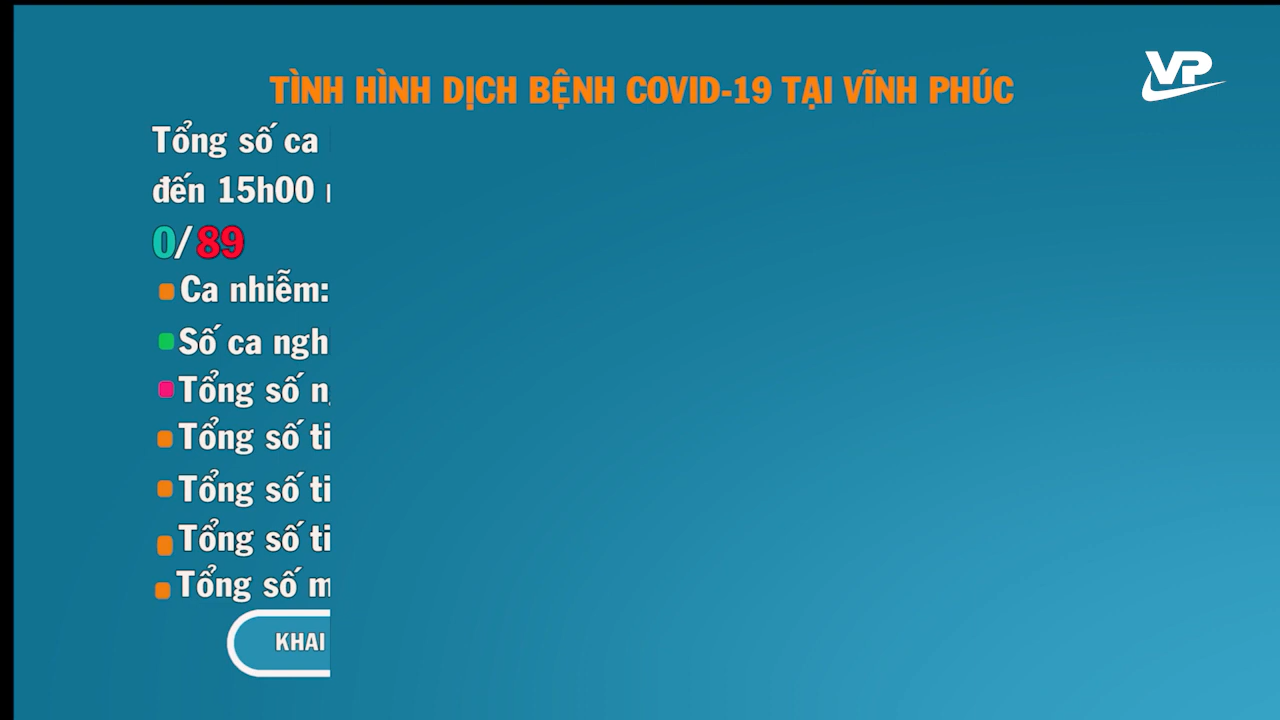 VP
TÌNH HÌNH DỊCH BỆNH COVID-19 TẠI VĨNH PHÚC
Tổng số ca
đến 15h00
0/89
Ca nhiễm:
Số ca ngh
Tổng số n
Tổng số ti
Tổng số ti
Tổng số ti
Tổng số m
KHAI